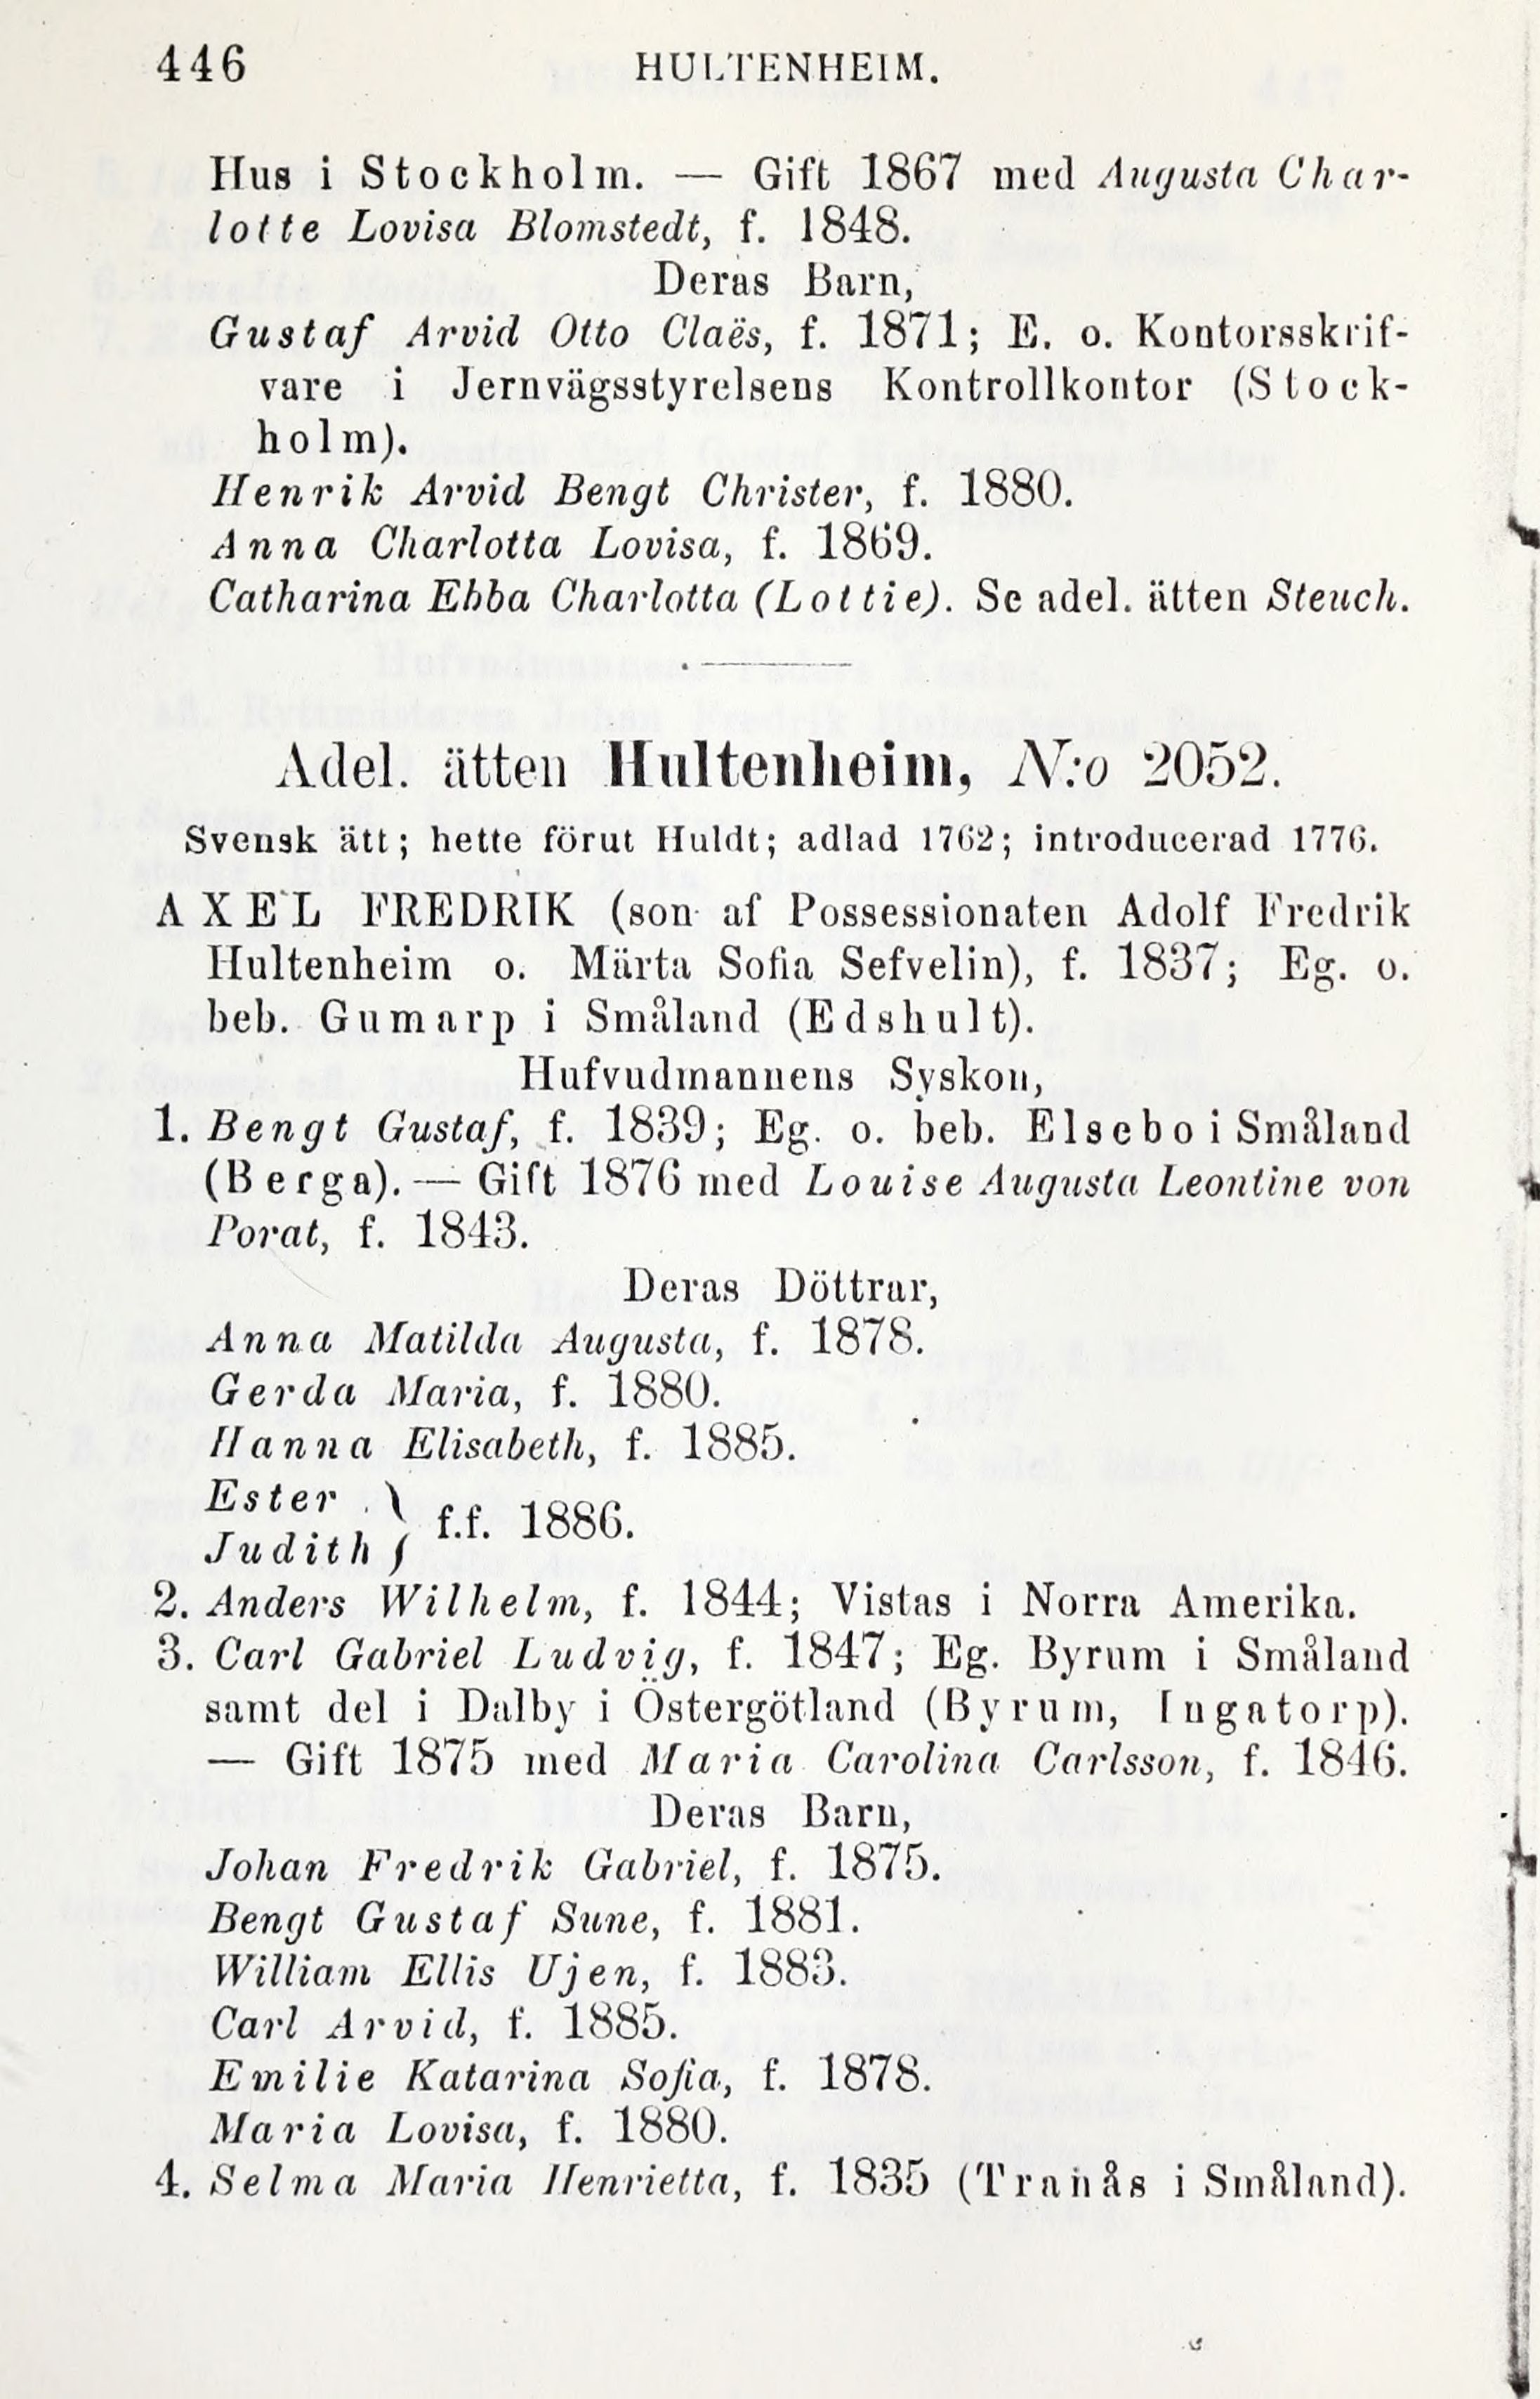 446 HULTENHEIM.
Hus i Stockholm. — Gift 1867 med Augusta Char-
lotte Lovisa Blomstedt, f. 1848.
Deras Barn,
Gustaf Arvid Otto Claës, f. 1871; E. o. Kontorsskrif-
vare i Jernvägsstyrelsens Kontrollkontor (Stock-
holm).
Henrik Arvid Bengt Christer, f. 1880.
Anna Charlotta Lovisa, f. 1869.
Catharina Ebba Charlotta (Lottie). Se adel. ätten Steuch.
Adel. ätten Hultenheim, N:o 2052.
Svensk ätt; hette förut Huldt; adlad 1762; introducerad 1776.
AXEL FREDRIK (son af Possessionaten Adolf Fredrik
Hultenheim o. Märta Sofia Sefvelin), f. 1837; Eg. o.
beb. Gumarp i Småland (Edshult).
Hufvudmannens Syskon,
1. Bengt Gustaf, f. 1839; Eg. o. beb. Elsebo i Småland
(Berga). — Gift 1876 med Louise Augusta Leontine von
Porat, f. 1843.
Deras Döttrar,
Anna Matilda Augusta, f. 1878.
Gerda Maria, f. 1880.
Hanna Elisabeth, f. 1885.
Ester } f.f. 1886.
Judith
2. Anders Wilhelm, f. 1844; Vistas i Norra Amerika.
3. Carl Gabriel Ludvig, f. 1847; Eg. Byrum i Småland
samt del i Dalby i Östergötland (Byrum, Ingatorp).
— Gift 1875 med Maria Carolina Carlsson, f. 1846.
Deras Barn,
Johan Fredrik Gabriel, f. 1875.
Bengt Gustaf Sune, f. 1881.
William Ellis Ujen, f. 1883.
Carl Arvid, f. 1885.
Emilie Katarina Sofia, f. 1878.
Maria Lovisa, f. 1880.
4. Selma Maria Henrietta, f. 1835 (Tranås i Småland).